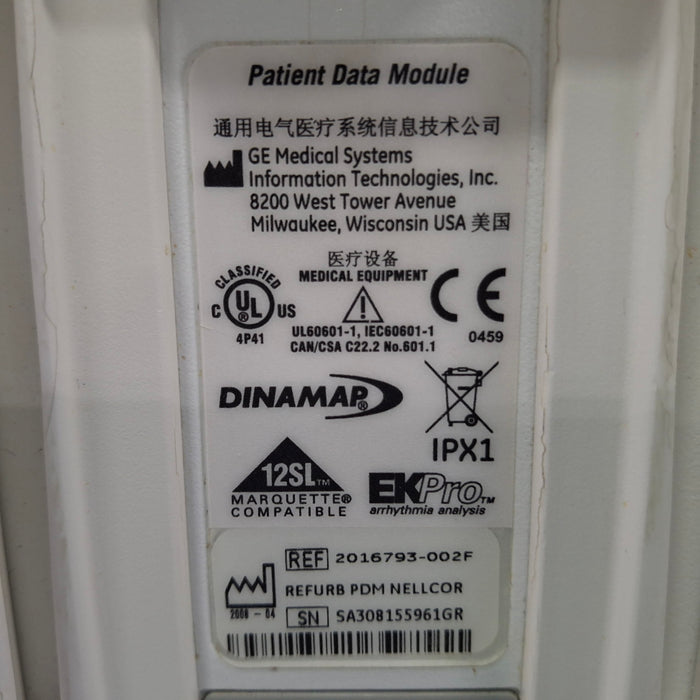 Patient Data Module
通用电气医疗系统信息技术公司
GE Medical Systems
Information Technologies, Inc.
8200 West Tower Avenue
Milwaukee, Wisconsin USA 美国
医疗设备
MEDICAL EQUIPMENT
CLASSIFIED
C UL® US
4P41
UL60601-1, IEC60601-1
CAN/CSA C22.2 No.601.1
CE
0459
DINAMAP®
IPX1
12SL™
MARQUETTE®
COMPATIBLE
EKPro™
arrhythmia analysis
REF 2016793-002F
REFURB PDM NELLCOR
2008-04
SN SA308155961GR